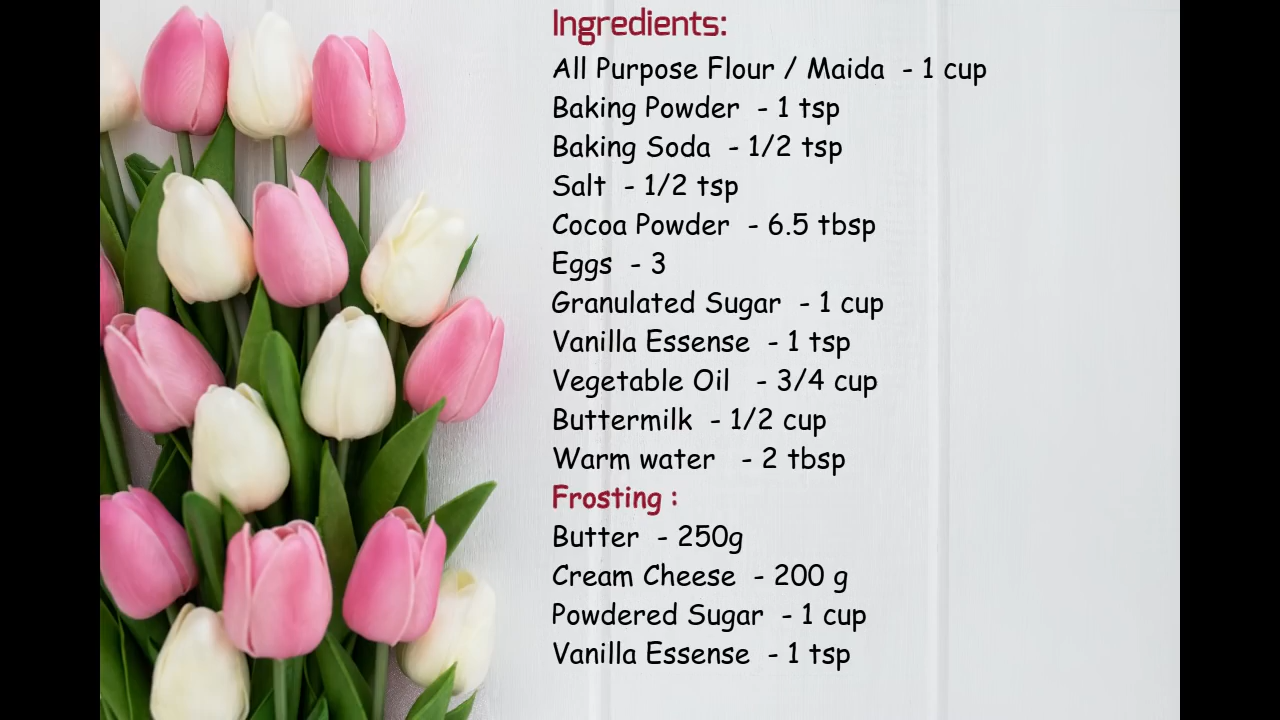 Ingredients:
All Purpose Flour / Maida - 1 cup
Baking Powder - 1 tsp
Baking Soda - 1/2 tsp
Salt - 1/2 tsp
Cocoa Powder - 6.5 tbsp
Eggs - 3
Granulated Sugar - 1 cup
Vanilla Essense - 1 tsp
Vegetable Oil - 3/4 cup
Buttermilk - 1/2 cup
Warm water - 2 tbsp
Frosting :
Butter - 250g
Cream Cheese - 200 g
Powdered Sugar - 1 cup
Vanilla Essense - 1 tsp